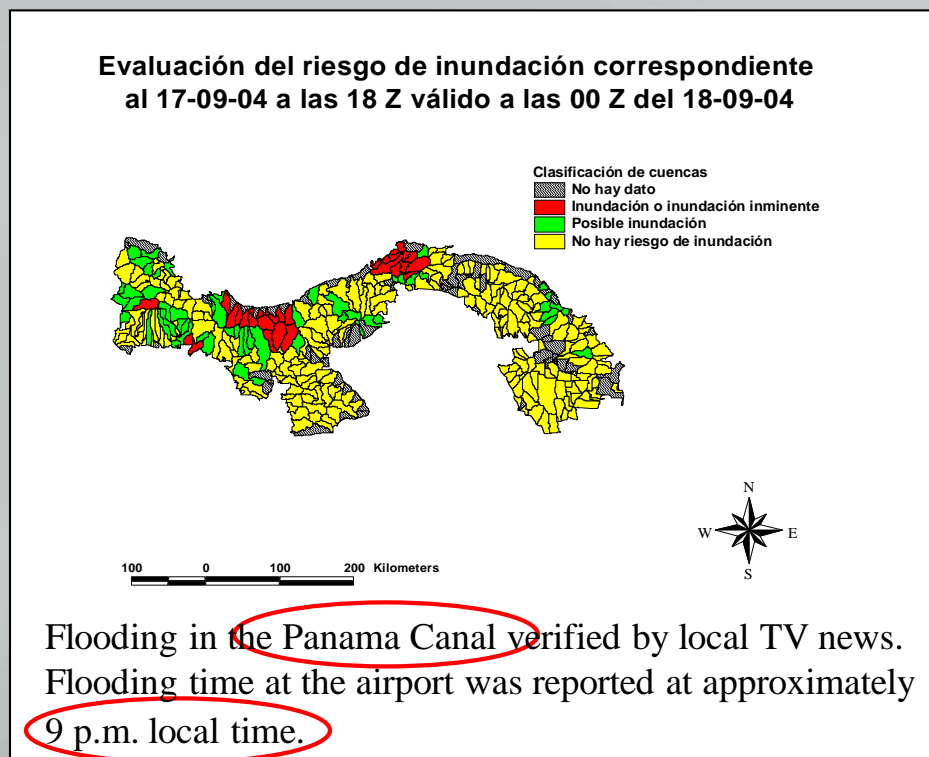 Evaluación del riesgo de inundación correspondiente
al 17-09-04 a las 18 Z válido a las 00 Z del 18-09-04
Clasificación de cuencas
No hay dato
Inundación o inundación inminente
Posible inundación
No hay riesgo de inundación
N
W E
S
100 0 100 200 Kilometers
Flooding in the Panama Canal verified by local TV news.
Flooding time at the airport was reported at approximately
9 p.m. local time.